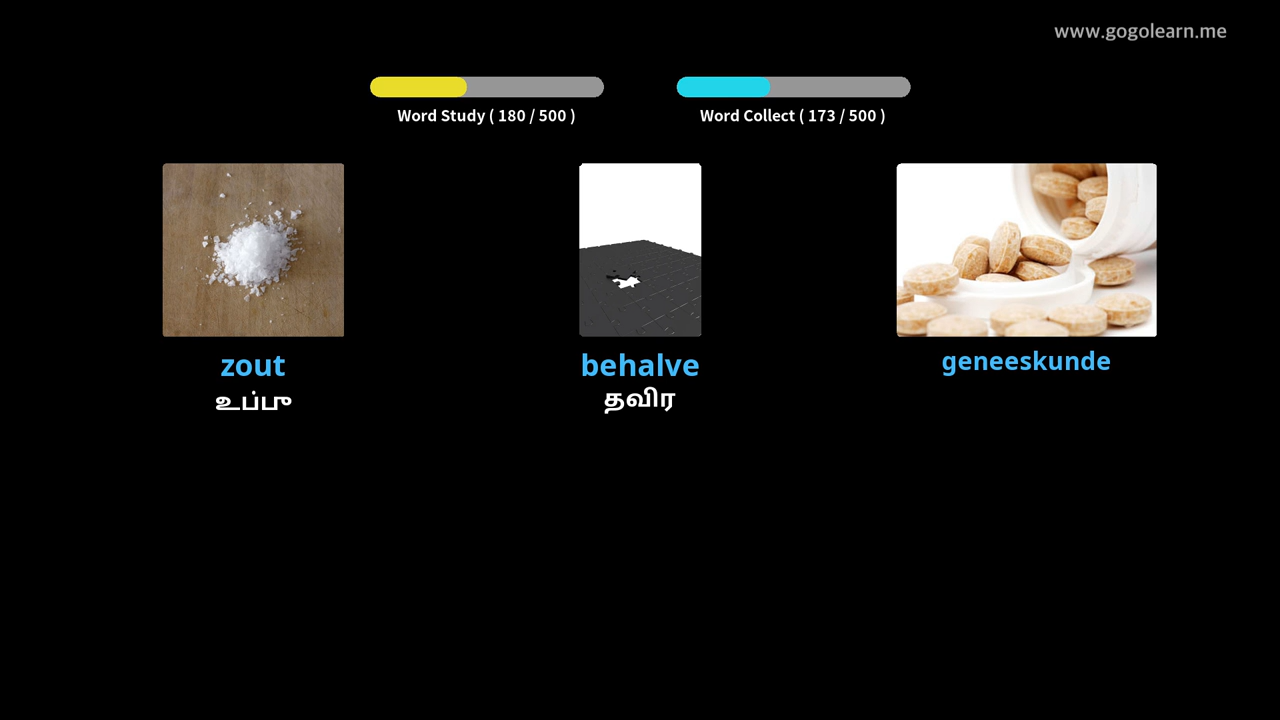 www.gogolearn.me
Word Study ( 180 / 500 )
Word Collect ( 173 / 500 )
zout
behalve
geneeskunde
உப்பு
தவிர